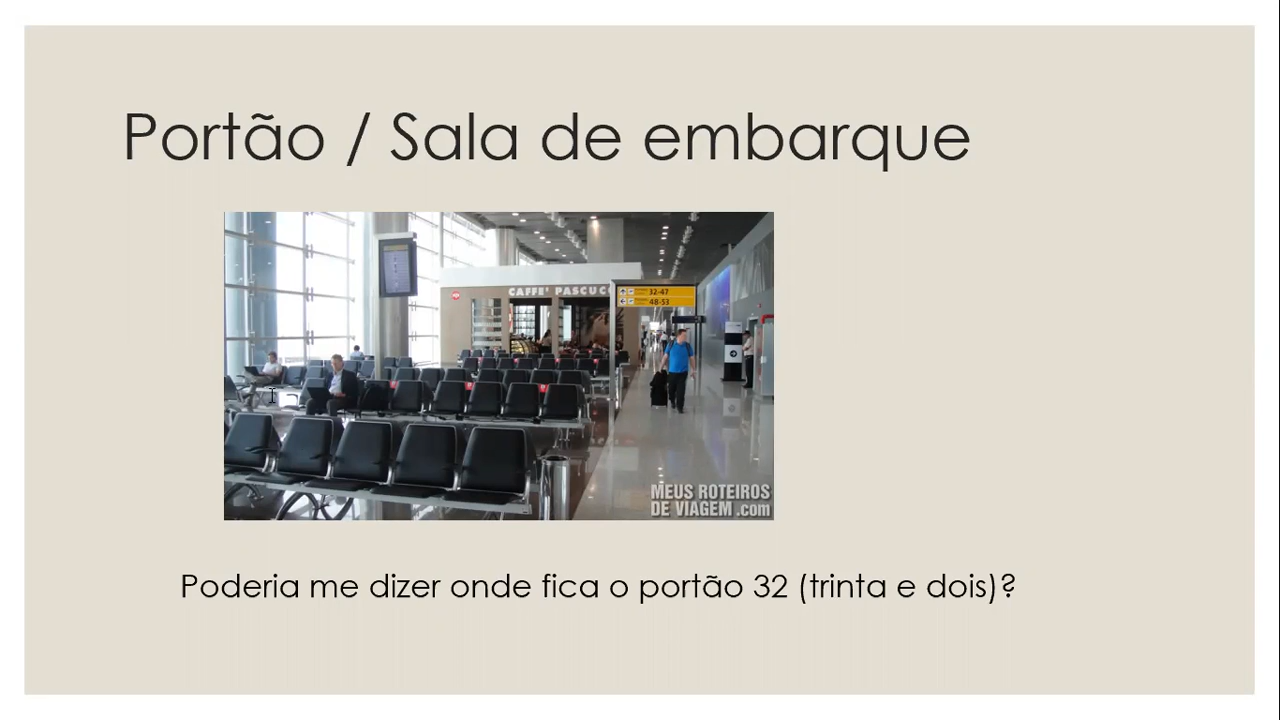 Portão / Sala de embarque
CAFFE' PASCUC
32-47
48-53
MEUS ROTEIROS
DE VIAGEM .com
Poderia me dizer onde fica o portão 32 (trinta e dois)?